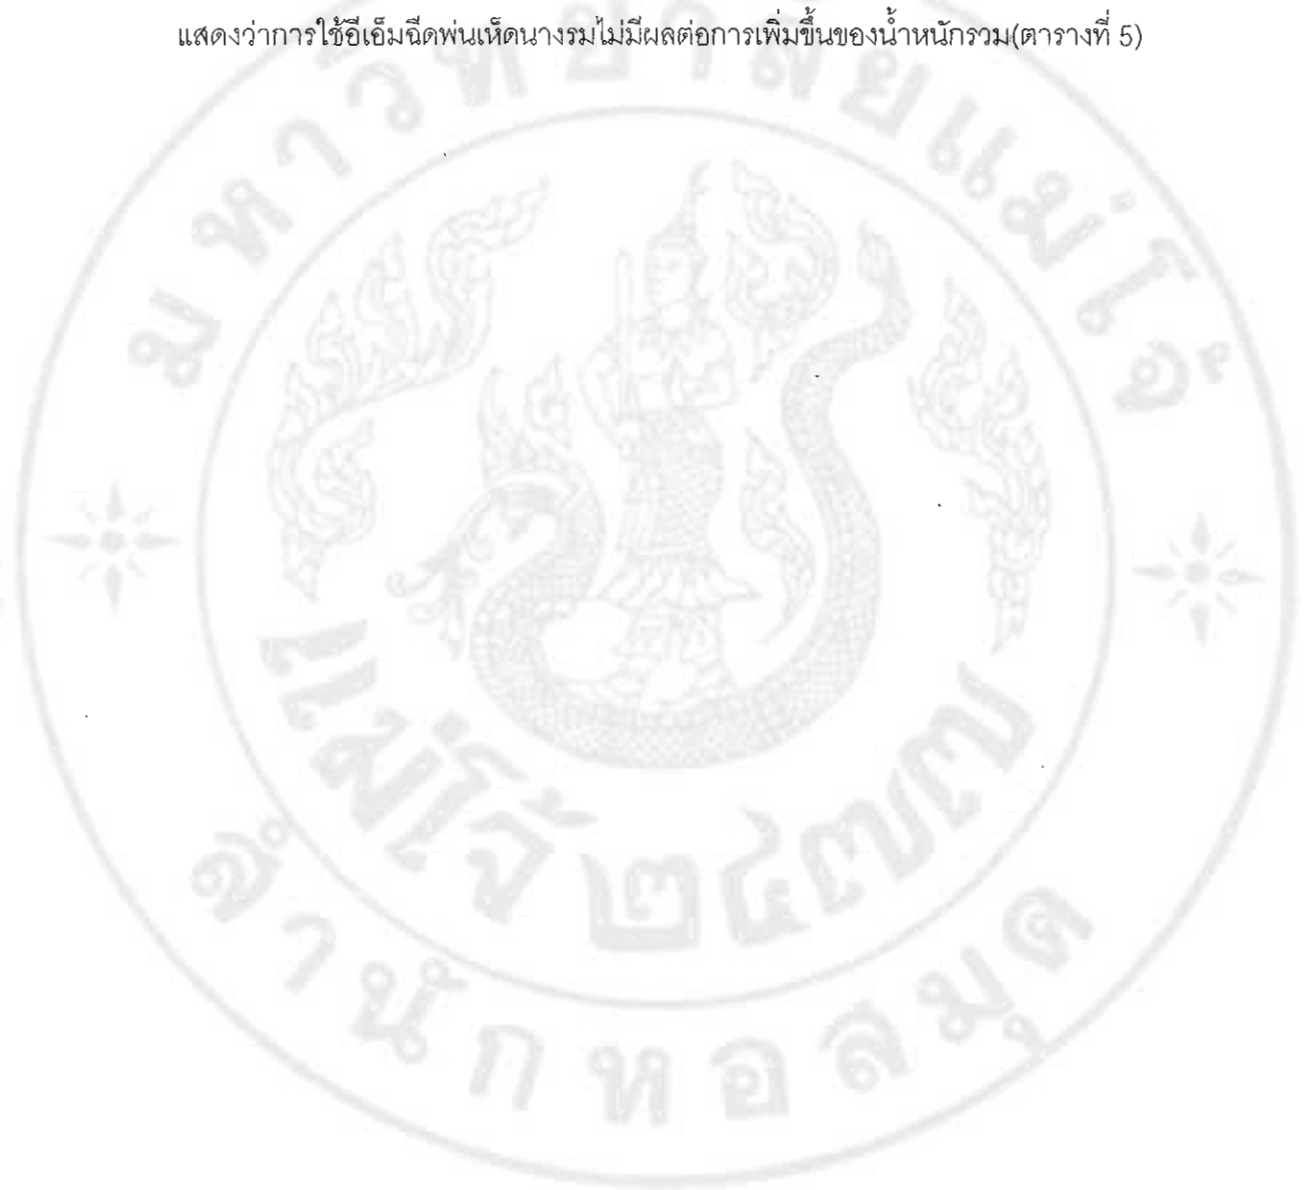 แสดงว่าการใช้อีเอ็มฉีดพ่นเห็ดนางรมไม่มีผลต่อการเพิ่มขึ้นของน้ำหนักรวม(ตารางที่ 5)
มหาวิทยาลัยแม่โจ้
แม่โจ้ ๒๔๗๗
สำนักหอสมุด